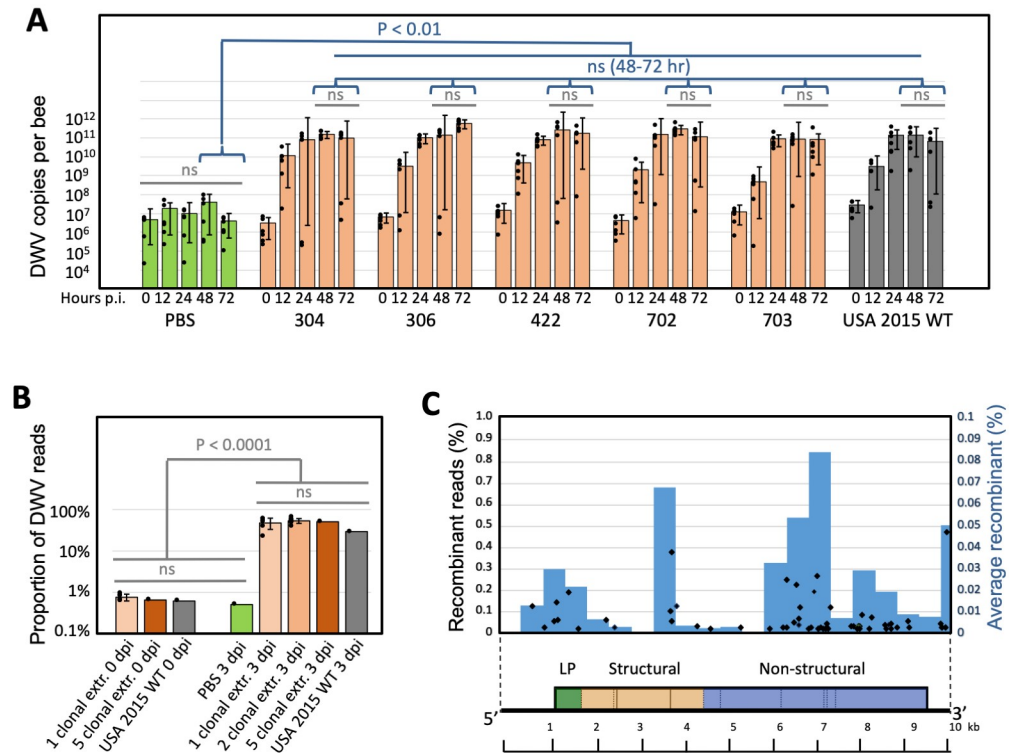 A
P < 0.01
ns (48-72 hr)
ns ns ns ns ns ns
ns
DWV copies per bee
10¹²
10¹¹
10¹⁰
10⁹
10⁸
10⁷
10⁶
10⁵
10⁴
Hours p.i. 0 12 24 48 72 0 12 24 48 72 0 12 24 48 72 0 12 24 48 72 0 12 24 48 72 0 12 24 48 72 0 12 24 48 72
PBS 304 306 422 702 703 USA 2015 WT
B
P < 0.0001
ns
ns
Proportion of DWV reads
100%
10%
1%
0.1%
1 clonal extr. 0 dpi
5 clonal extr. 0 dpi
USA 2015 WT 0 dpi
PBS 3 dpi
1 clonal extr. 3 dpi
2 clonal extr. 3 dpi
5 clonal extr. 3 dpi
USA 2015 WT 3 dpi
C
Recombinant reads (%)
1.0
0.9
0.8
0.7
0.6
0.5
0.4
0.3
0.2
0.1
0
Average recombinant (%)
0.1
0.09
0.08
0.07
0.06
0.05
0.04
0.03
0.02
0.01
0
LP Structural Non-structural
5′ 3′
1 2 3 4 5 6 7 8 9 10 kb